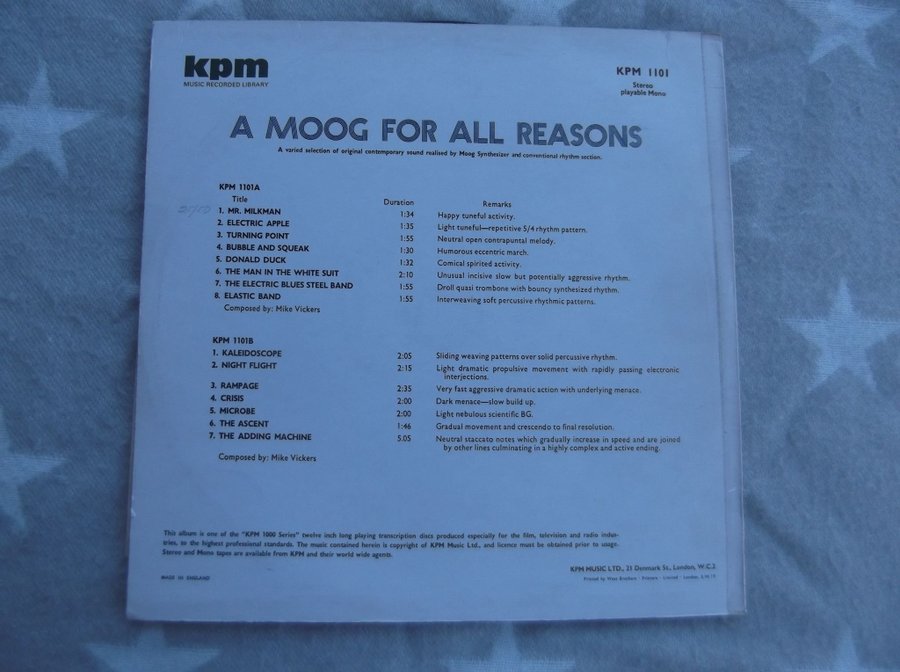 kpm
MUSIC RECORDED LIBRARY
KPM 1101
Stereo
playable Mono
A MOOG FOR ALL REASONS
A varied selection of original contemporary sound realised by Moog Synthesizer and conventional rhythm section.
KPM 1101A
Title Duration Remarks
1. MR. MILKMAN 1:34 Happy tuneful activity.
2. ELECTRIC APPLE 1:35 Light tuneful—repetitive 5/4 rhythm pattern.
3. TURNING POINT 1:55 Neutral open contrapuntal melody.
4. BUBBLE AND SQUEAK 1:30 Humorous eccentric march.
5. DONALD DUCK 1:32 Comical spirited activity.
6. THE MAN IN THE WHITE SUIT 2:10 Unusual incisive slow but potentially aggressive rhythm.
7. THE ELECTRIC BLUES STEEL BAND 1:55 Droll quasi trombone with bouncy synthesized rhythm.
8. ELASTIC BAND 1:55 Interweaving soft percussive rhythmic patterns.
Composed by: Mike Vickers
KPM 1101B
1. KALEIDOSCOPE 2:05 Sliding weaving patterns over solid percussive rhythm.
2. NIGHT FLIGHT 2:15 Light dramatic propulsive movement with rapidly passing electronic
interjections.
3. RAMPAGE 2:35 Very fast aggressive dramatic action with underlying menace.
4. CRISIS 2:00 Dark menace—slow build up.
5. MICROBE 2:00 Light nebulous scientific BG.
6. THE ASCENT 1:46 Gradual movement and crescendo to final resolution.
7. THE ADDING MACHINE 5.05 Neutral staccato notes which gradually increase in speed and are joined
by other lines culminating in a highly complex and active ending.
Composed by: Mike Vickers
This album is one of the "KPM 1000 Series" twelve inch long playing transcription discs produced especially for the film, television and radio indus-
tries, to the highest professional standards. The music contained herein is copyright of KPM Music Ltd., and licence must be obtained prior to usage.
Stereo and Mono tapes are available from KPM and their world wide agents.
KPM MUSIC LTD., 21 Denmark St., London, W.C.2
MADE IN ENGLAND
Printed by West Brothers · Printers · Limited · London,